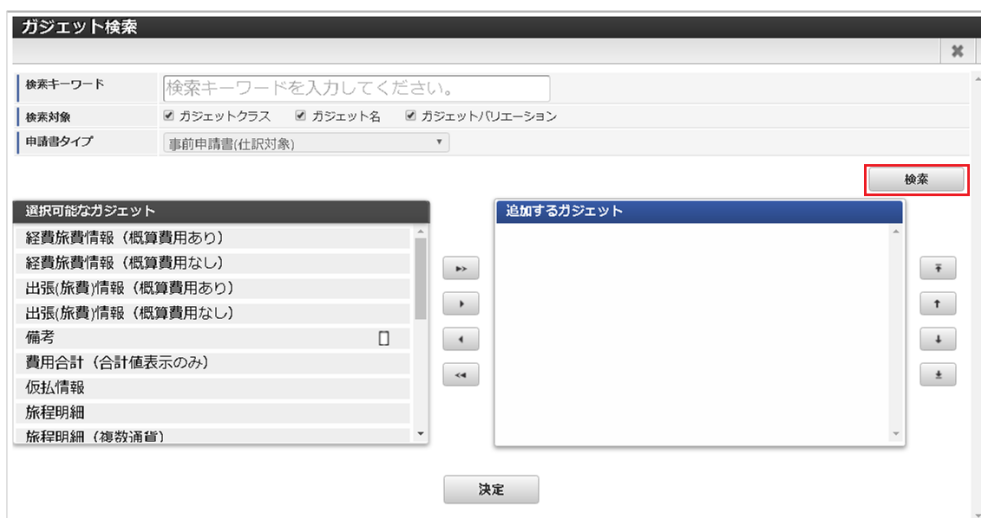 ガジェット検索
検索キーワード
検索キーワードを入力してください。
検索対象
ガジェットクラス ガジェット名 ガジェットバリエーション
申請書タイプ
事前申請書(仕訳対象)
検索
選択可能なガジェット
経費旅費情報（概算費用あり）
経費旅費情報（概算費用なし）
出張(旅費)情報（概算費用あり）
出張(旅費)情報（概算費用なし）
備考
費用合計（合計値表示のみ）
仮払情報
旅程明細
旅程明細（複数通貨）
追加するガジェット
決定